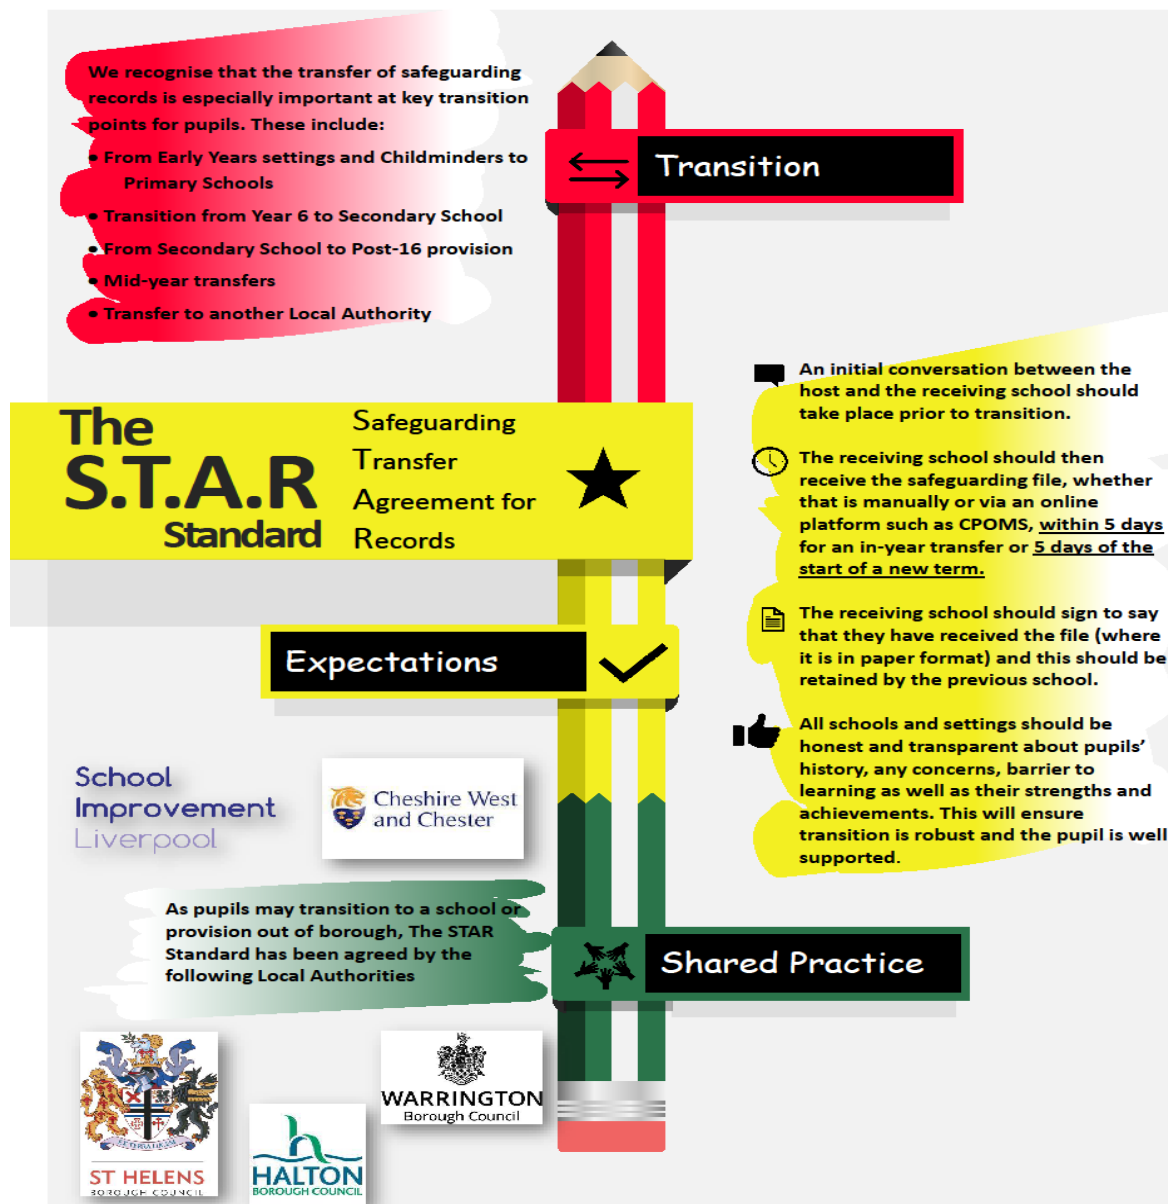 We recognise that the transfer of safeguarding
records is especially important at key transition
points for pupils. These include:
• From Early Years settings and Childminders to
Primary Schools
• Transition from Year 6 to Secondary School
• From Secondary School to Post-16 provision
• Mid-year transfers
• Transfer to another Local Authority
Transition
The
S.T.A.R
Standard
Safeguarding
Transfer
Agreement for
Records
An initial conversation between the
host and the receiving school should
take place prior to transition.
The receiving school should then
receive the safeguarding file, whether
that is manually or via an online
platform such as CPOMS, within 5 days
for an in-year transfer or 5 days of the
start of a new term.
The receiving school should sign to say
that they have received the file (where
it is in paper format) and this should be
retained by the previous school.
All schools and settings should be
honest and transparent about pupils’
history, any concerns, barrier to
learning as well as their strengths and
achievements. This will ensure
transition is robust and the pupil is well
supported.
Expectations
School
Improvement
Liverpool
Cheshire West
and Chester
As pupils may transition to a school or
provision out of borough, The STAR
Standard has been agreed by the
following Local Authorities
Shared Practice
ST HELENS
BOROUGH COUNCIL
HALTON
BOROUGH COUNCIL
WARRINGTON
Borough Council